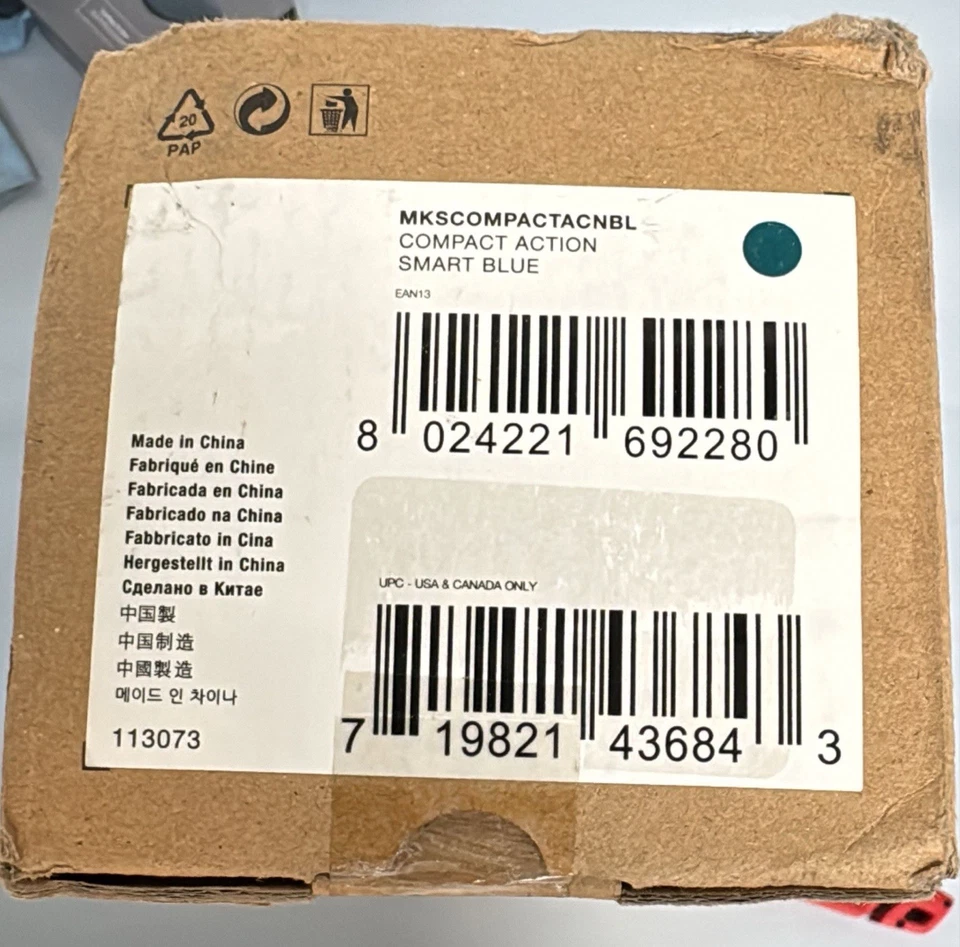 20
PAP
MKSCOMPACTACNBL
COMPACT ACTION
SMART BLUE
EAN13
8 024221 692280
Made in China
Fabriqué en Chine
Fabricada en China
Fabricado na China
Fabbricato in Cina
Hergestellt in China
Сделано в Китае
中国製
中国制造
中國製造
메이드 인 차이나
113073
UPC - USA & CANADA ONLY
7 19821 43684 3